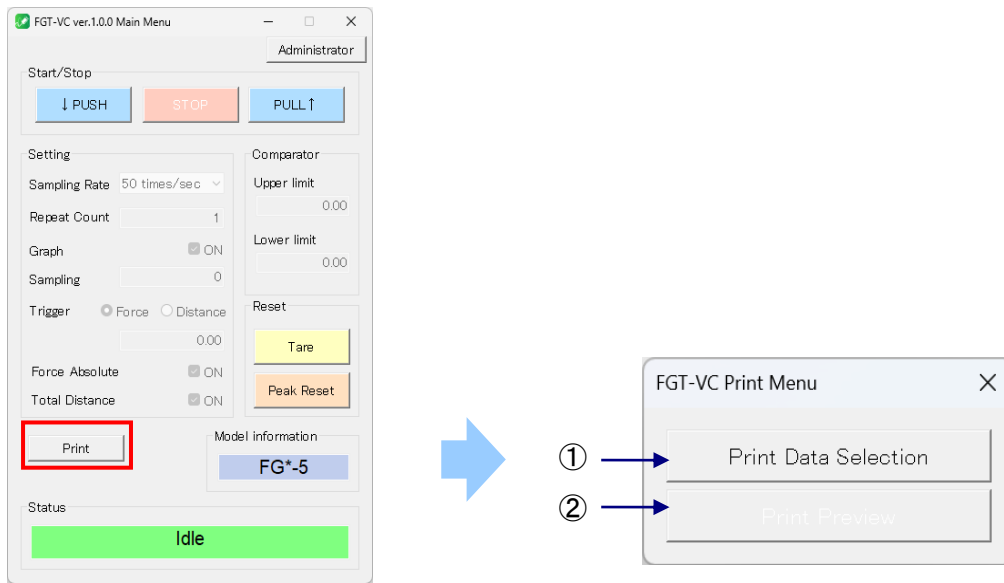 FGT-VC ver.1.0.0 Main Menu
Administrator
Start/Stop
↓ PUSH
STOP
PULL↑
Setting
Sampling Rate 50 times/sec
Repeat Count 1
Graph ON
Sampling 0
Trigger Force Distance
0.00
Force Absolute ON
Total Distance ON
Comparator
Upper limit
0.00
Lower limit
0.00
Reset
Tare
Peak Reset
Print
Model information
FG*-5
Status
Idle
FGT-VC Print Menu
① Print Data Selection
② Print Preview